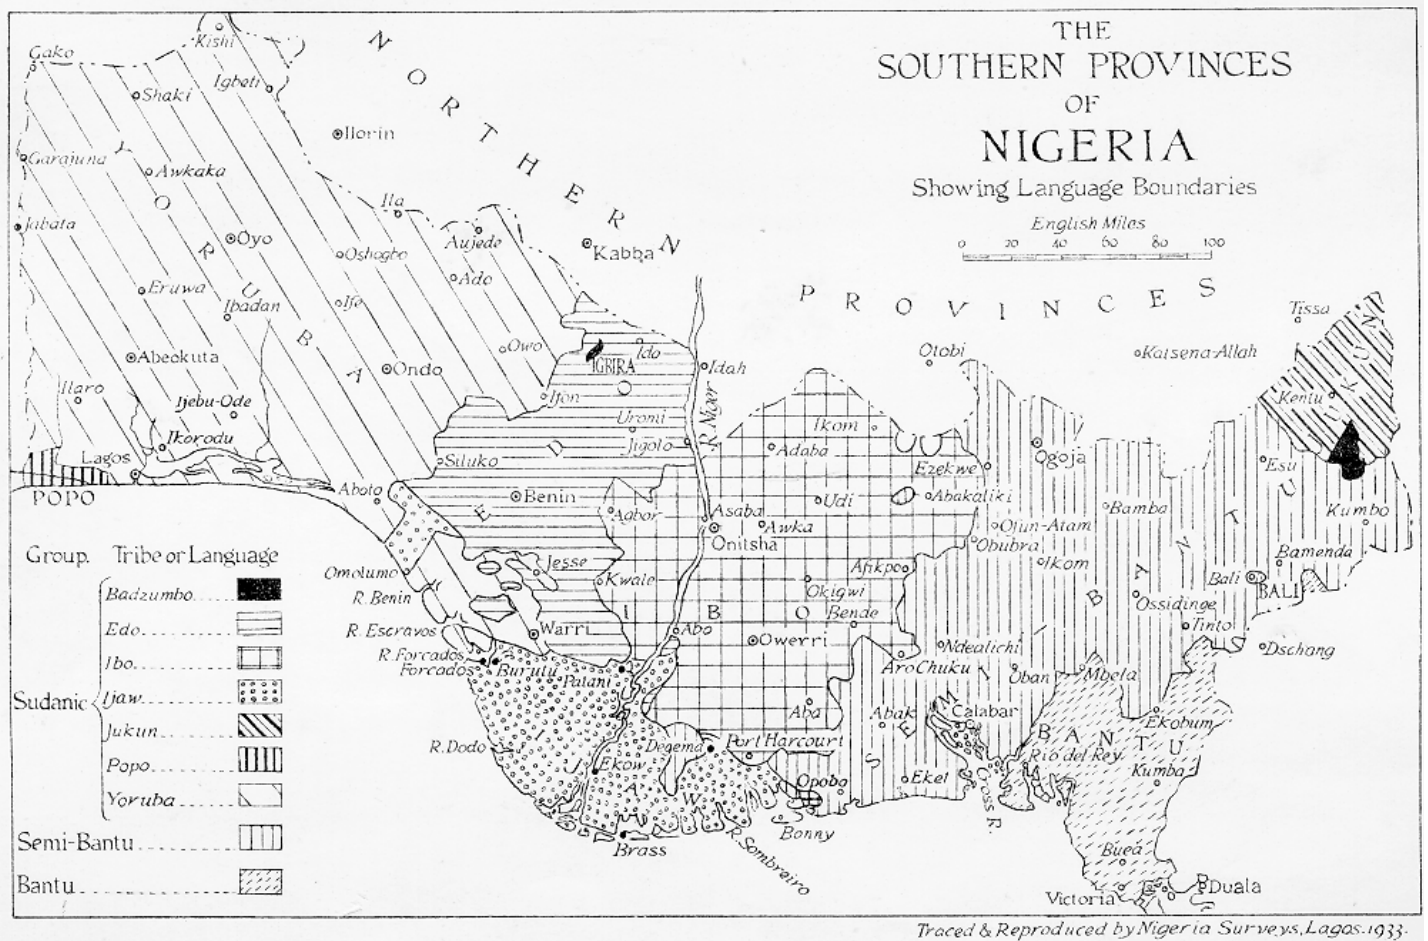 THE
SOUTHERN PROVINCES
OF
NIGERIA
Showing Language Boundaries
English Miles
0 20 40 60 80 100
NORTHERN
PROVINCES
Kishi
Gako
Igbeti
Shaki
Ilorin
Garajuna
Awkaka
Ila
Jabata
Oyo
Aujede
Oshogbo
Kabba
Ado
Eruwa
Ibadan
Ife
YORUBA
Tissa
Owo
Ido
Otobi
Katsena-Allah
Abeokuta
IGBIRA
Idah
Ondo
Ilaro
Ifon
R. Niger
Kentu
JUKUN
Ijebu-Ode
Uromi
Ikom
Ikorodu
Jigolo
Adaba
Lagos
Siluko
Ezekwe
Ogoja
Esu
POPO
Aboto
Benin
EDO
Agbor
Asaba
Udi
Abakaliki
Bamba
Kumbo
Awka
Onitsha
Ojun-Atam
Obubra
Bamenda
Omolumo
Jesse
Kwale
Afikpo
Ikom
Bali
BALI
R. Benin
Okigwi
Ossidinge
R. Escravos
Warri
IBO
Bende
Tinto
Abo
Owerri
Ndealichi
Dschang
R. Forcados
Forcados
Burutu
Patani
Aro Chuku
Oban
Mbela
SEMI
BANTU
Aba
Abak
Calabar
Ekobum
R. Dodo
Degema
Port Harcourt
BANTU
Rio del Rey
Ekow
Opobo
Eket
Cross R.
Kumba
IJAW
Brass
R. Sombreiro
Bonny
Buea
Victoria
Duala
Group. Tribe or Language
Sudanic
Badzumbo
Edo
Ibo
Ijaw
Jukun
Popo
Yoruba
Semi-Bantu
Bantu
Traced & Reproduced by Nigeria Surveys, Lagos. 1933.